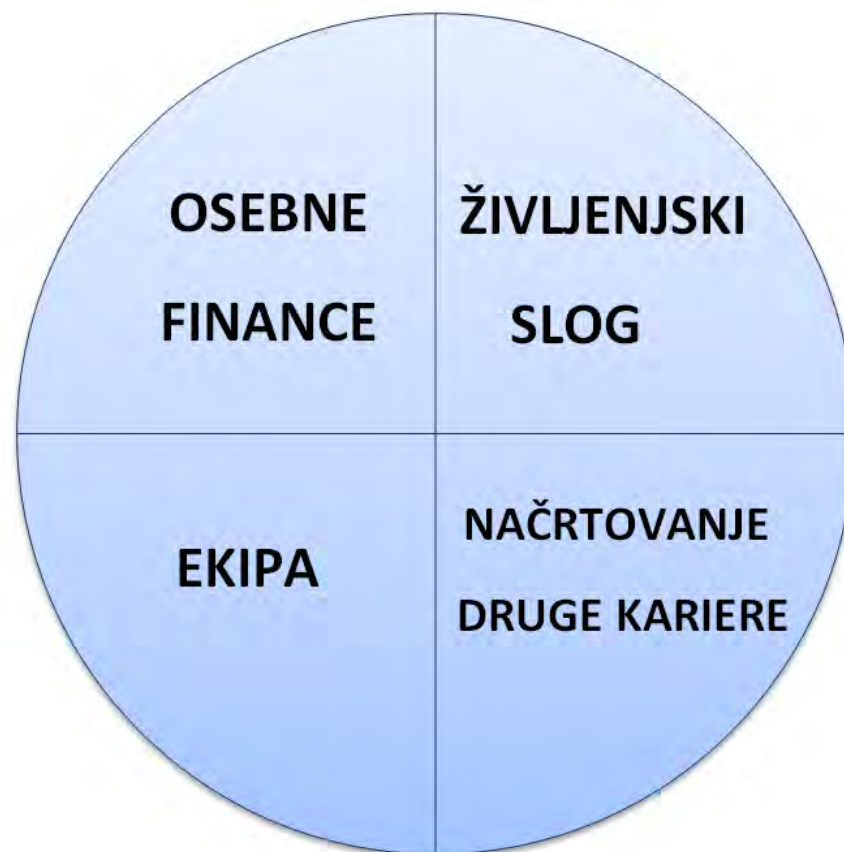 OSEBNE
FINANCE
ŽIVLJENJSKI
SLOG
EKIPA
NAČRTOVANJE
DRUGE KARIERE